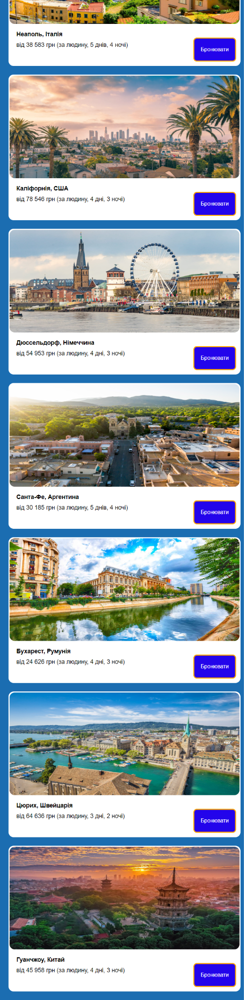 Неаполь, Італія
від 38 583 грн (за людину, 5 днів, 4 ночі)
Бронювати
Каліфорнія, США
від 78 546 грн (за людину, 4 дні, 3 ночі)
Бронювати
Дюссельдорф, Німеччина
від 54 953 грн (за людину, 4 дні, 3 ночі)
Бронювати
Санта-Фе, Аргентина
від 30 185 грн (за людину, 5 днів, 4 ночі)
Бронювати
Бухарест, Румунія
від 24 626 грн (за людину, 4 дні, 3 ночі)
Бронювати
Цюрих, Швейцарія
від 64 636 грн (за людину, 3 дні, 2 ночі)
Бронювати
Гуанчжоу, Китай
від 45 958 грн (за людину, 4 дні, 3 ночі)
Бронювати